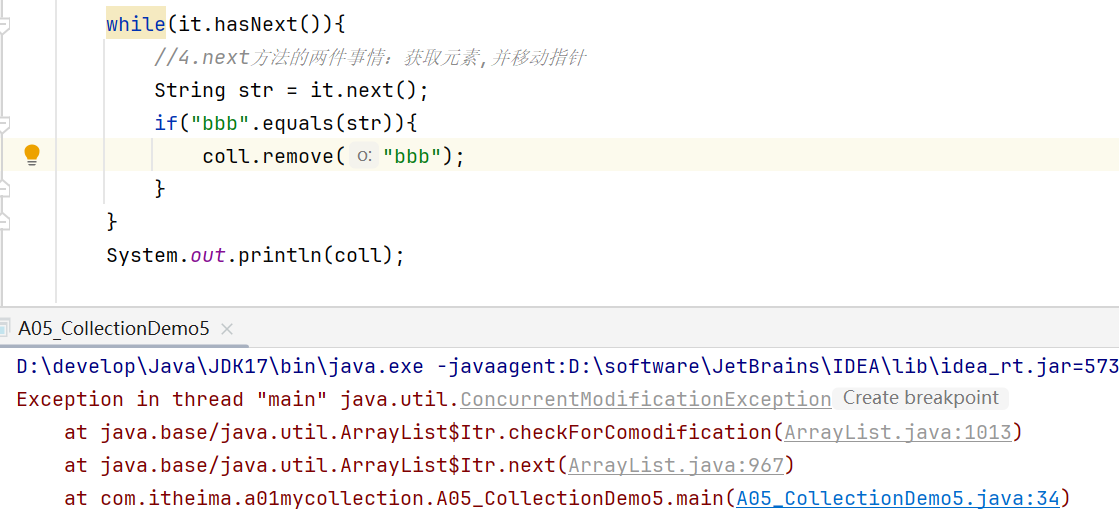 while(it.hasNext()){
//4.next方法的两件事情：获取元素,并移动指针
String str = it.next();
if("bbb".equals(str)){
coll.remove( o: "bbb");
}
}
System.out.println(coll);
A05_CollectionDemo5 ×
D:\develop\Java\JDK17\bin\java.exe -javaagent:D:\software\JetBrains\IDEA\lib\idea_rt.jar=573
Exception in thread "main" java.util.ConcurrentModificationException Create breakpoint
at java.base/java.util.ArrayList$Itr.checkForComodification(ArrayList.java:1013)
at java.base/java.util.ArrayList$Itr.next(ArrayList.java:967)
at com.itheima.a01mycollection.A05_CollectionDemo5.main(A05_CollectionDemo5.java:34)